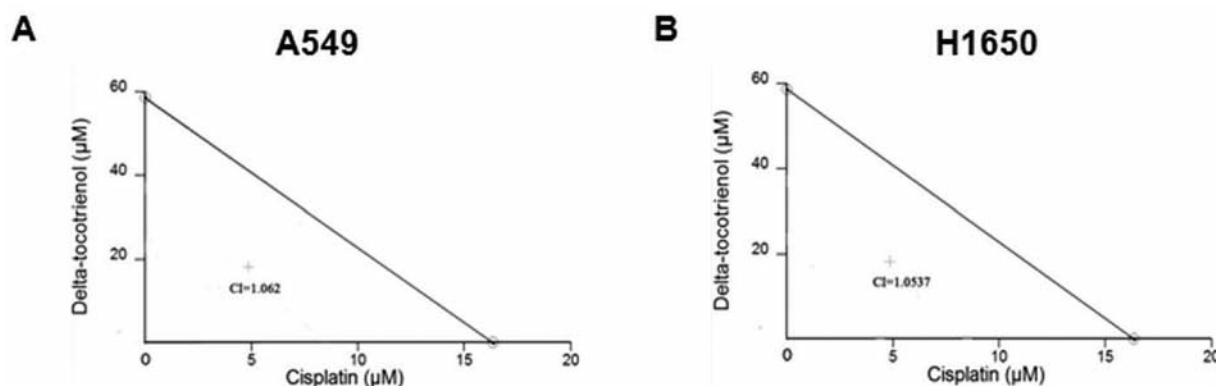 A
A549
Delta-tocotrienol (µM)
60
40
20
CI=1.062
0
5
10
15
20
Cisplatin (µM)
B
H1650
Delta-tocotrienol (µM)
60
40
20
CI=1.0537
0
5
10
15
20
Cisplatin (µM)